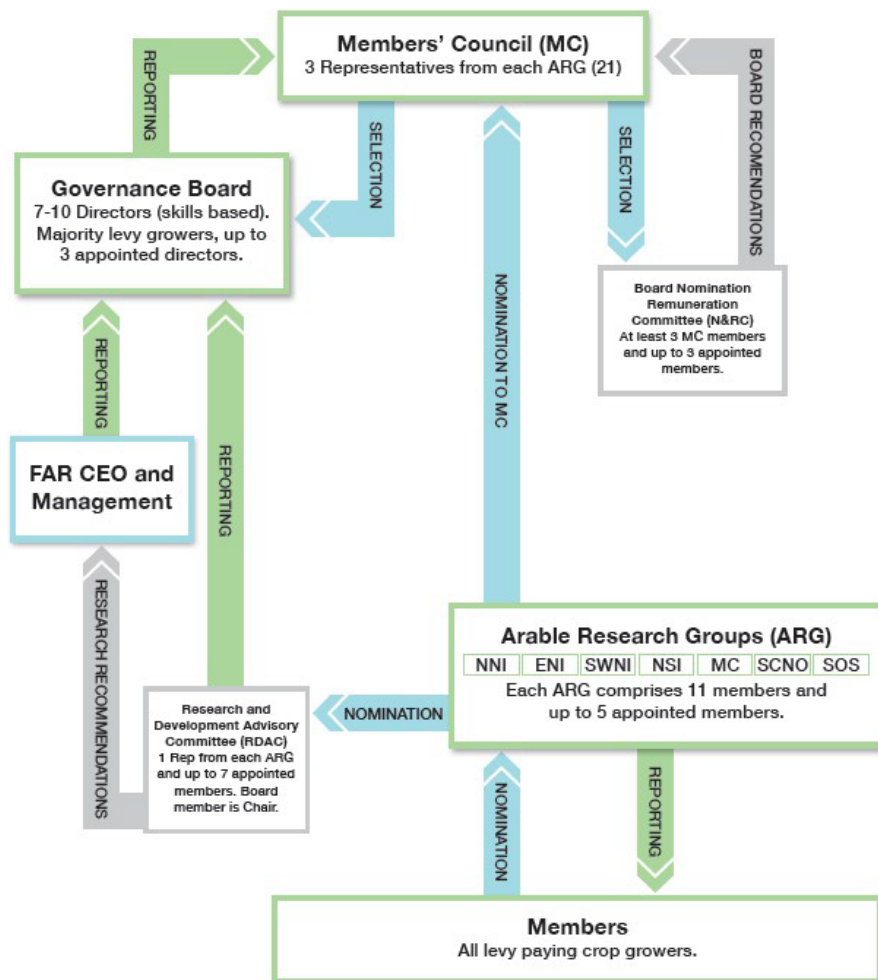 Members' Council (MC)
3 Representatives from each ARG (21)
REPORTING
SELECTION
SELECTION
BOARD RECOMENDATIONS
Governance Board
7-10 Directors (skills based).
Majority levy growers, up to
3 appointed directors.
Board Nomination
Remuneration
Committee (N&RC)
At least 3 MC members
and up to 3 appointed
members.
NOMINATION TO MC
REPORTING
REPORTING
FAR CEO and
Management
RESEARCH RECOMMENDATIONS
Arable Research Groups (ARG)
NNI ENI SWNI NSI MC SCNO SOS
Each ARG comprises 11 members and
up to 5 appointed members.
NOMINATION
Research and
Development Advisory
Committee (RDAC)
1 Rep from each ARG
and up to 7 appointed
members. Board
member is Chair.
NOMINATION
REPORTING
Members
All levy paying crop growers.